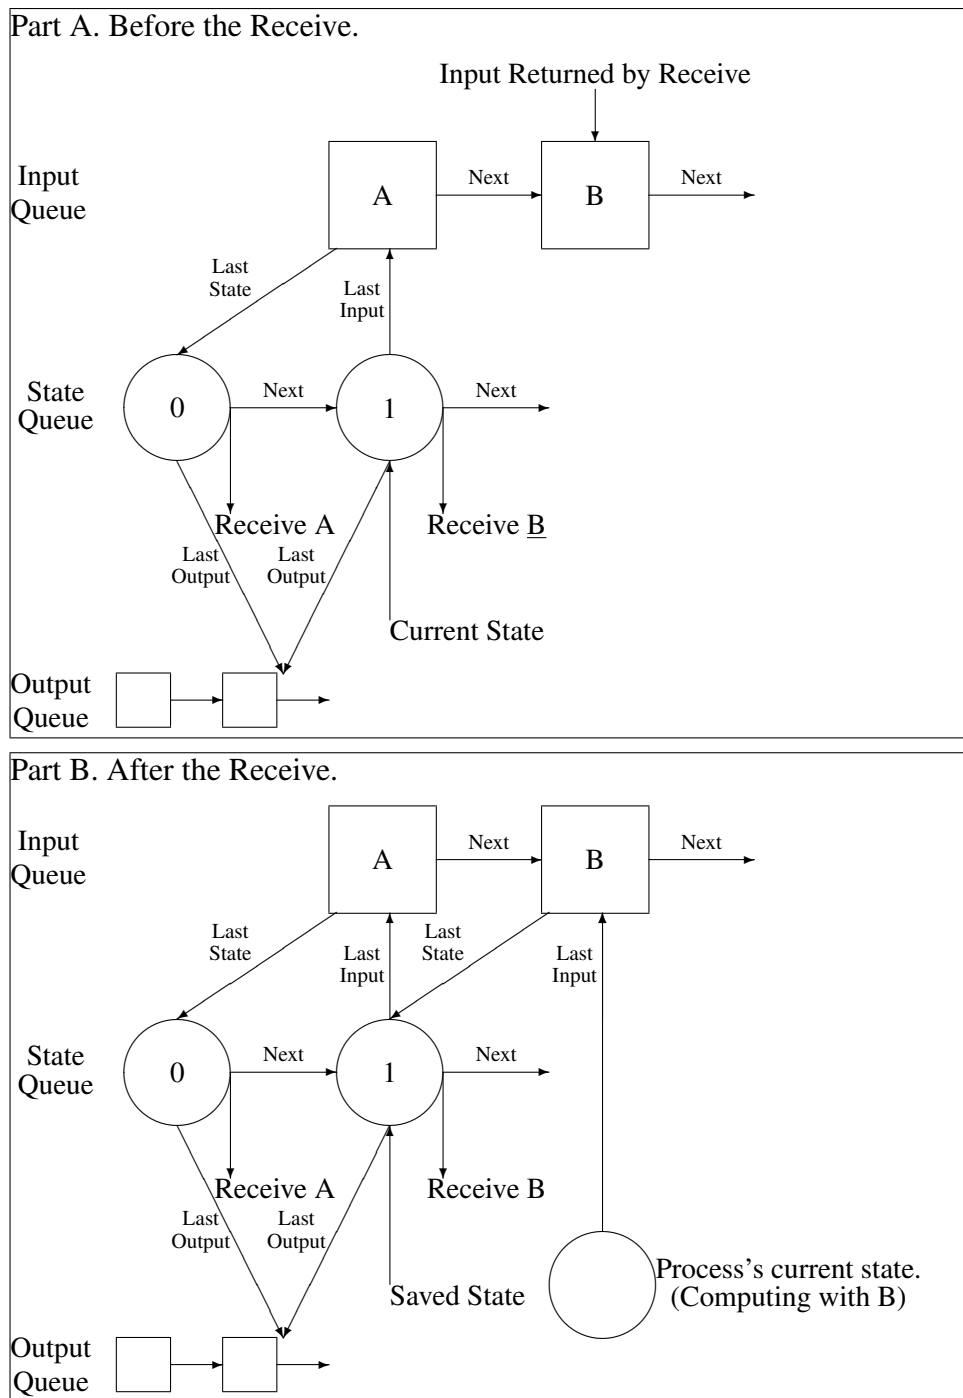 Part A. Before the Receive.
Input Returned by Receive
Input
Queue
A
Next
B
Next
Last
State
Last
Input
State
Queue
0
Next
1
Next
Receive A
Receive B
Last
Output
Last
Output
Current State
Output
Queue
Part B. After the Receive.
Input
Queue
A
Next
B
Next
Last
State
Last
Input
Last
State
Last
Input
State
Queue
0
Next
1
Next
Receive A
Receive B
Last
Output
Last
Output
Saved State
Process's current state.
(Computing with B)
Output
Queue